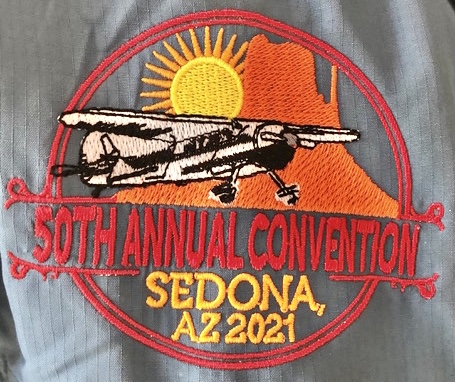 50TH ANNUAL CONVENTION
SEDONA,
AZ 2021